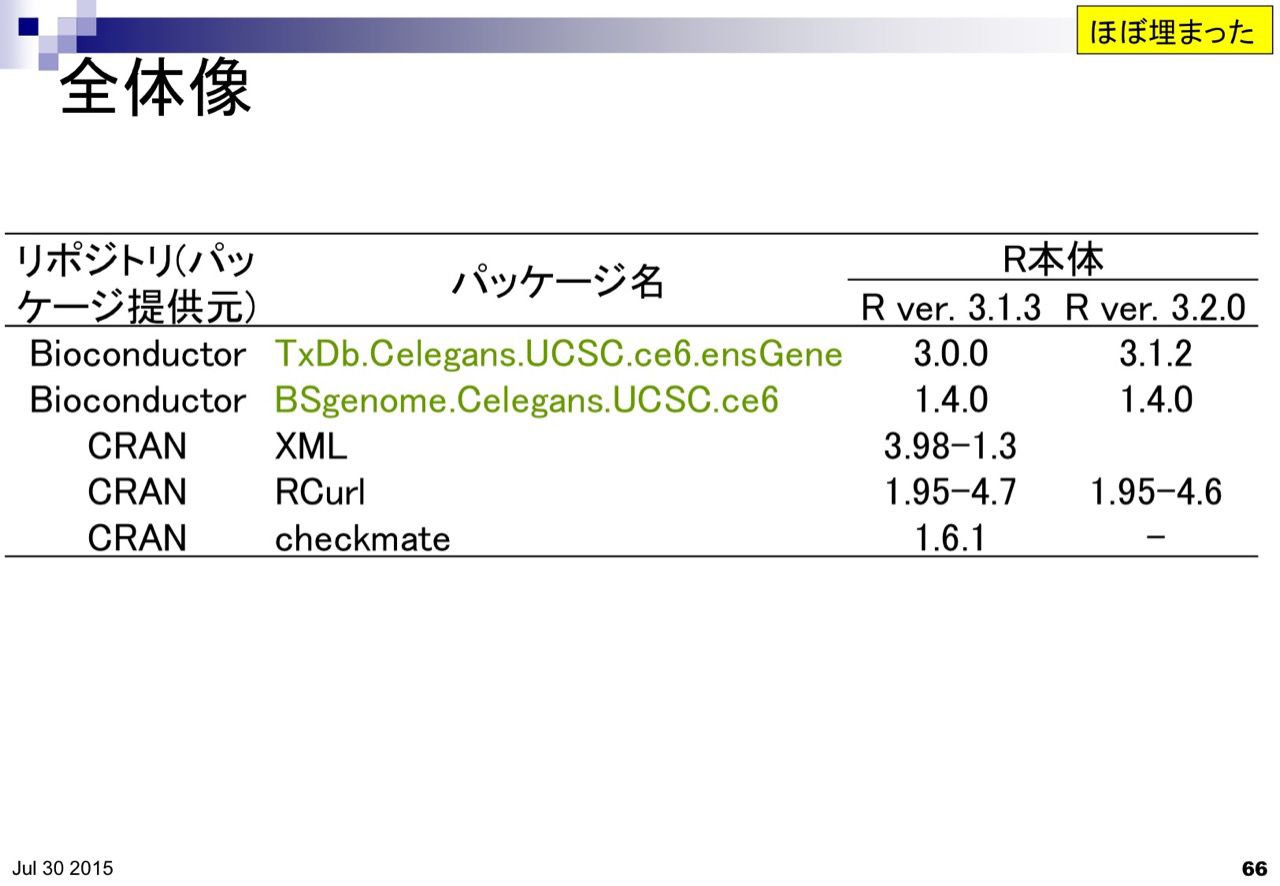 ほぼ埋まった
全体像
リポジトリ(パッ
ケージ提供元)
パッケージ名
R本体
R ver. 3.1.3 R ver. 3.2.0
Bioconductor TxDb.Celegans.UCSC.ce6.ensGene 3.0.0 3.1.2
Bioconductor BSgenome.Celegans.UCSC.ce6 1.4.0 1.4.0
CRAN XML 3.98-1.3
CRAN RCurl 1.95-4.7 1.95-4.6
CRAN checkmate 1.6.1 -
Jul 30 2015
66